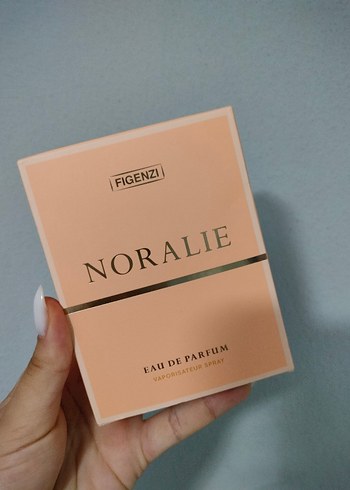 FIGENZI
NORALIE
EAU DE PARFUM
VAPORISATEUR SPRAY